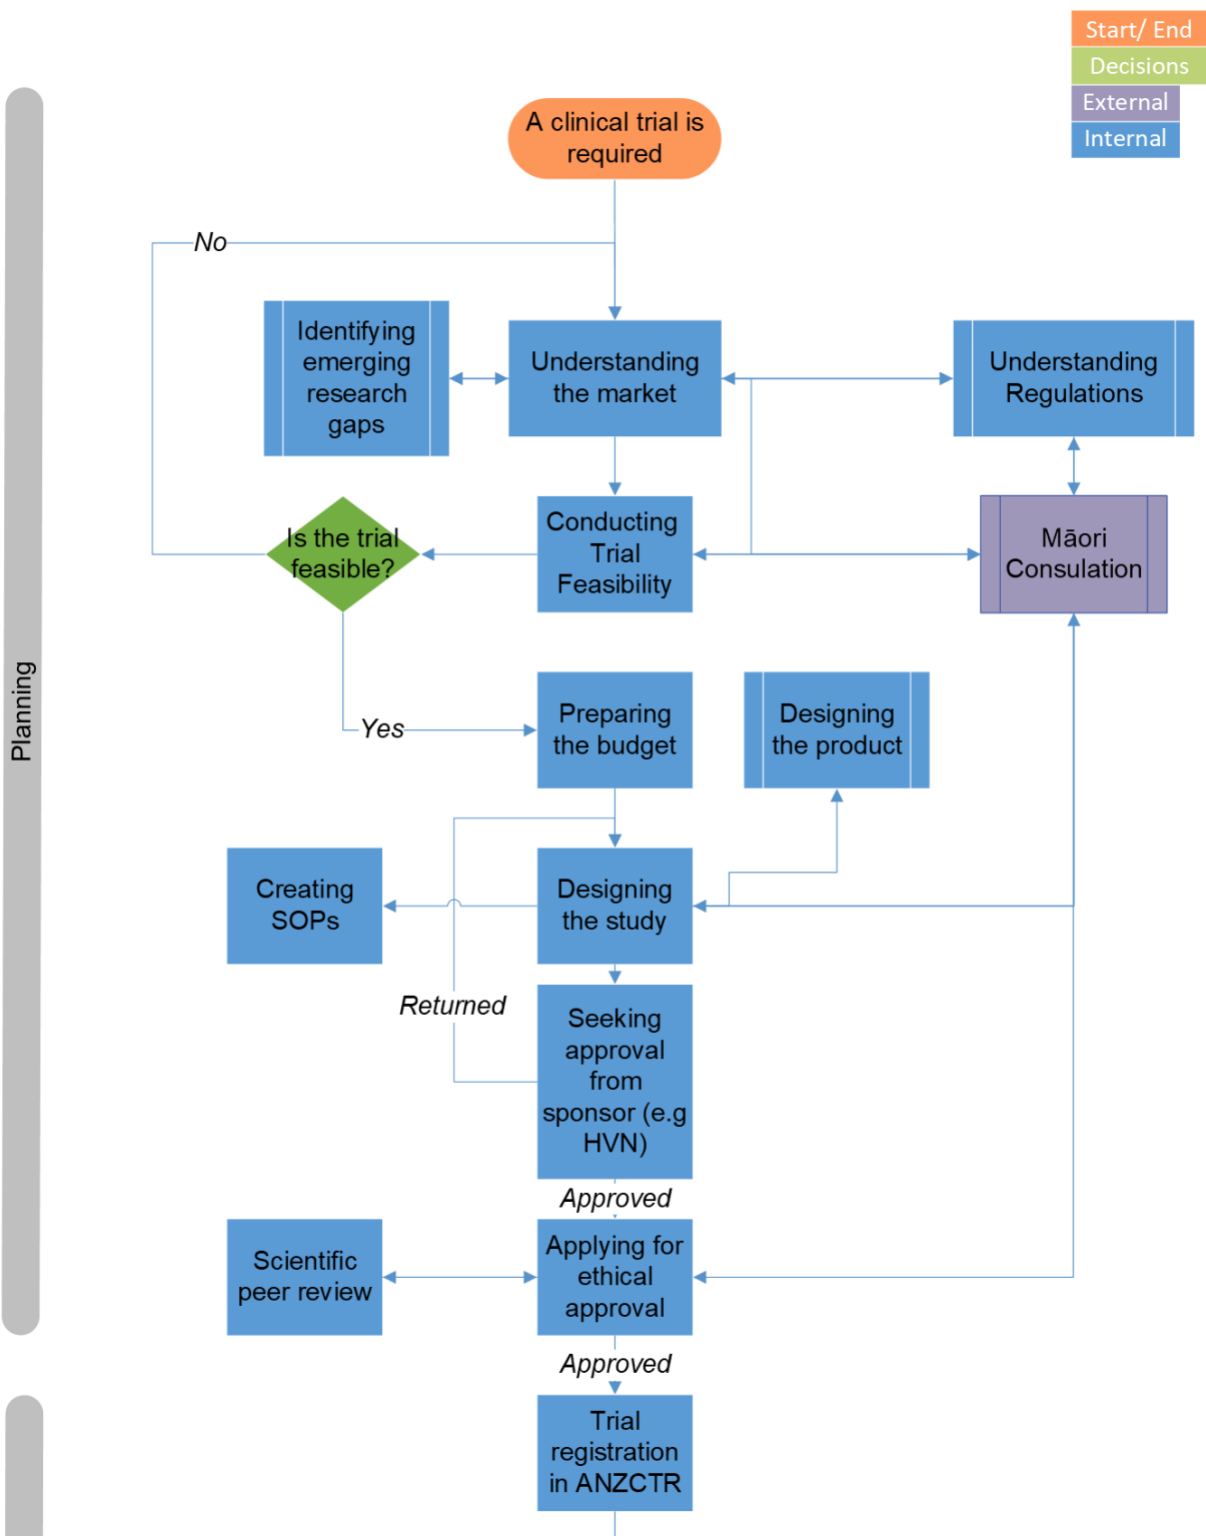 Start/ End
Decisions
External
Internal
A clinical trial is
required
No
Identifying
emerging
research
gaps
Understanding
the market
Understanding
Regulations
Is the trial
feasible?
Conducting
Trial
Feasibility
Māori
Consulation
Planning
Yes
Preparing
the budget
Designing
the product
Creating
SOPs
Designing
the study
Returned
Seeking
approval
from
sponsor (e.g
HVN)
Approved
Scientific
peer review
Applying for
ethical
approval
Approved
Trial
registration
in ANZCTR